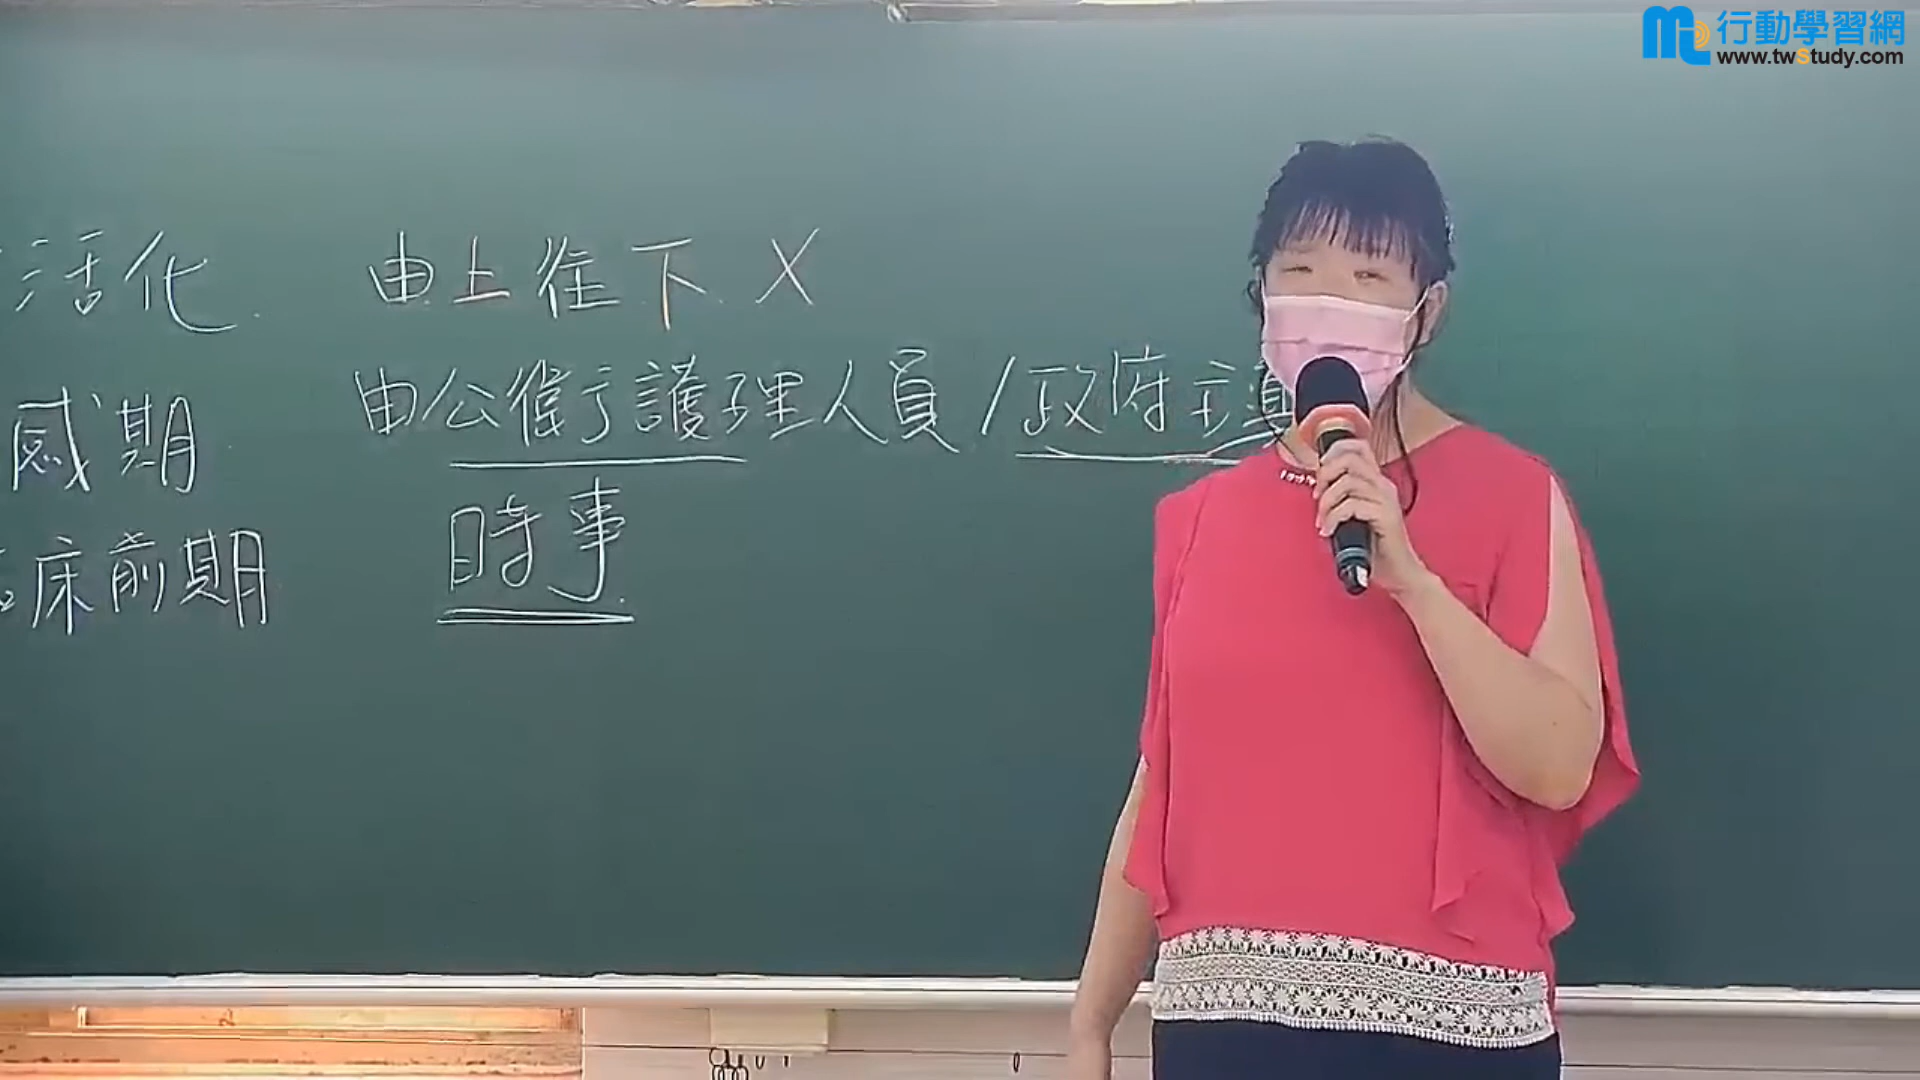 行動學習網
www.twStudy.com
活化 由上往下 X
感期 由公衛護理人員/政府主導
床前期 時事